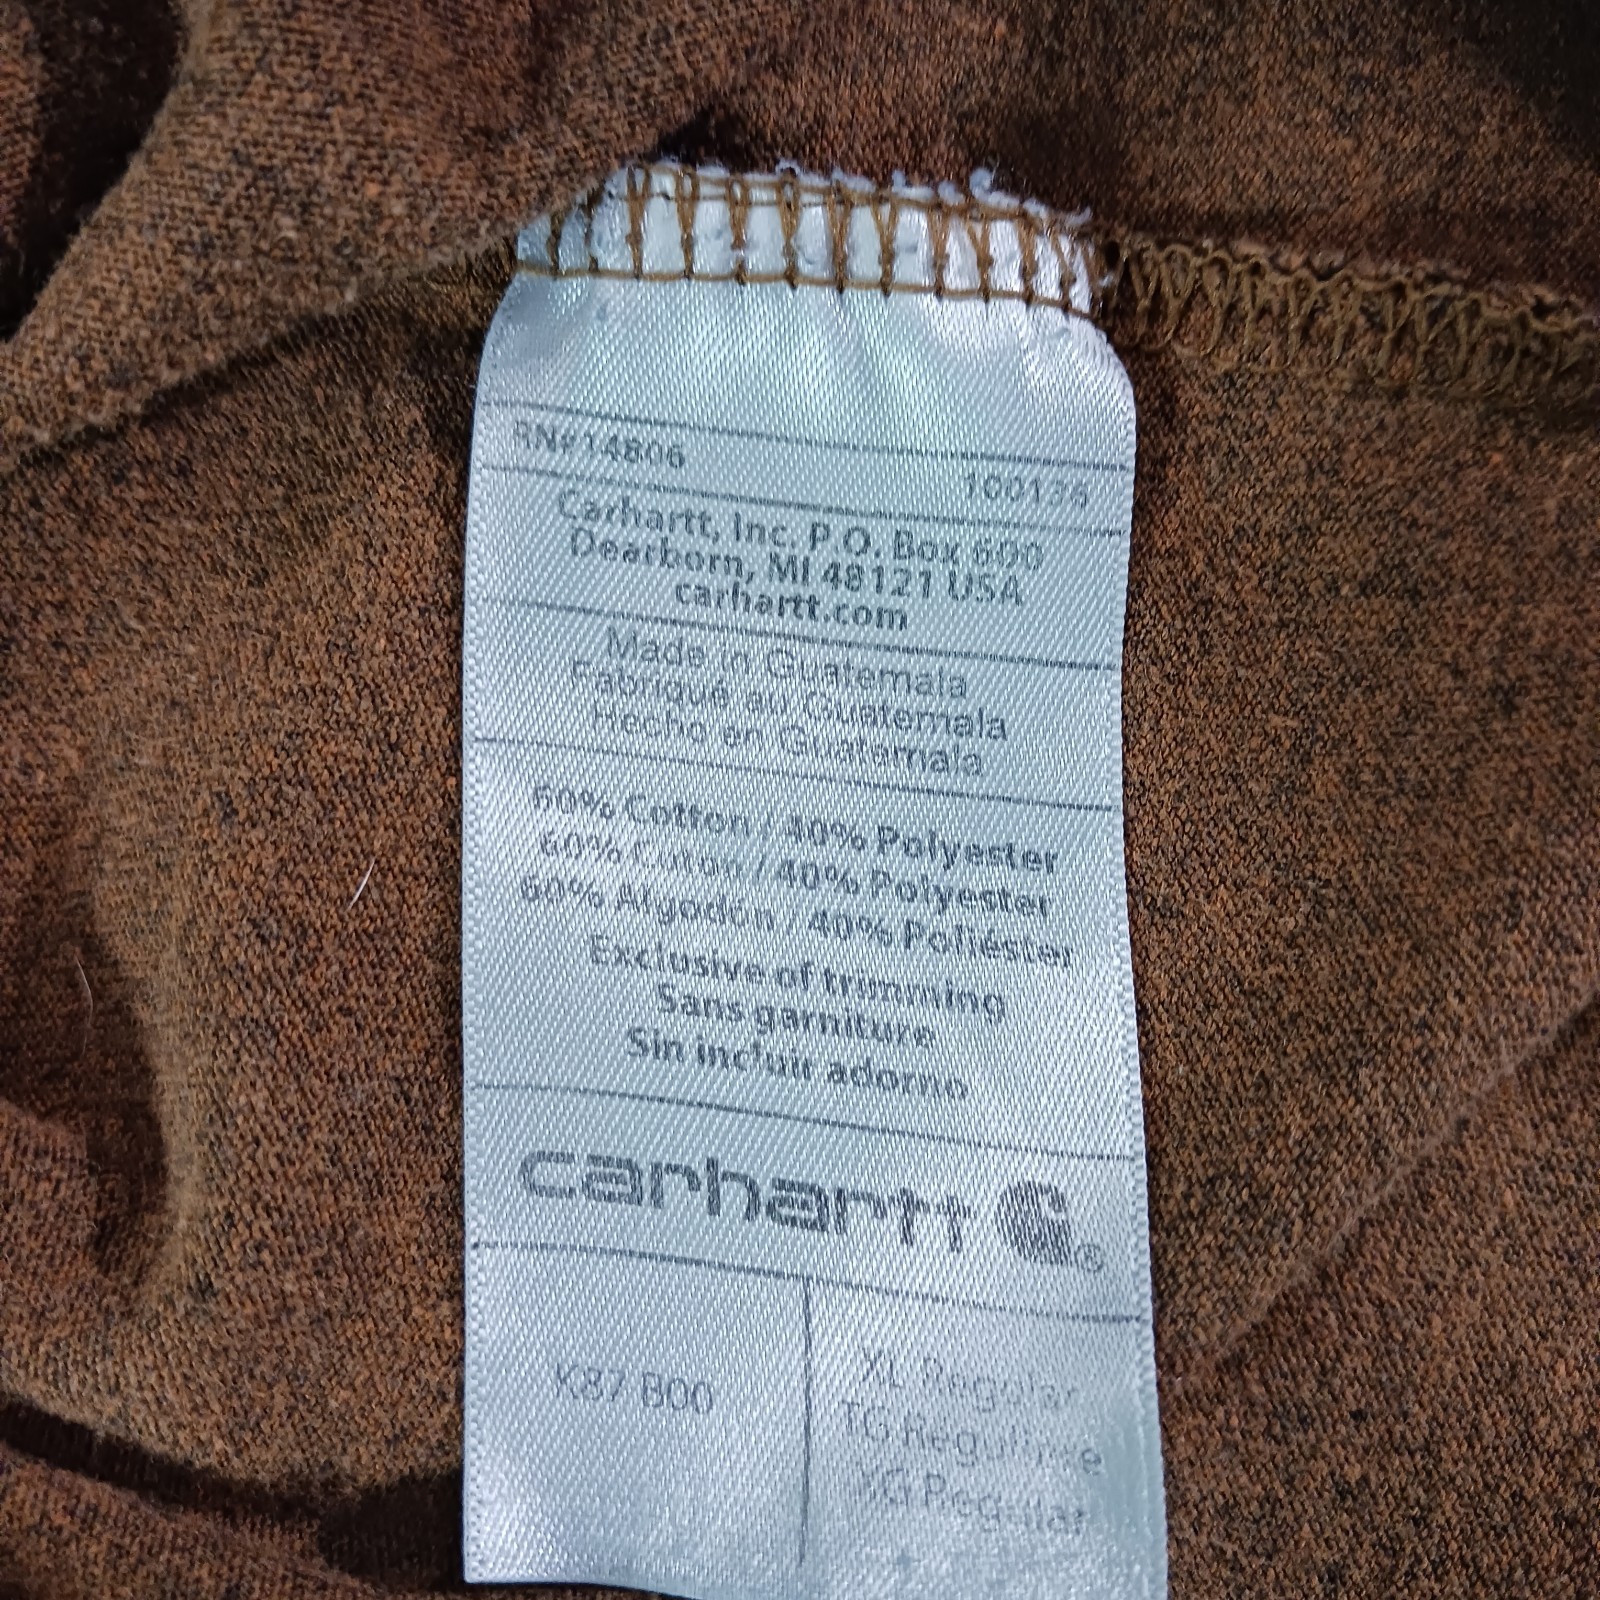 RN#14806
100136
Carhartt, Inc. P.O. Box 600
Dearborn, MI 48121 USA
carhartt.com
Made in Guatemala
Fabriqué au Guatemala
Hecho en Guatemala
60% Cotton / 40% Polyester
60% Coton / 40% Polyester
60% Algodón / 40% Poliéster
Exclusive of trimming
Sans garniture
Sin incluir adorno
carhartt
K87 B00
XL Regular
TG Régulière
XG Regular